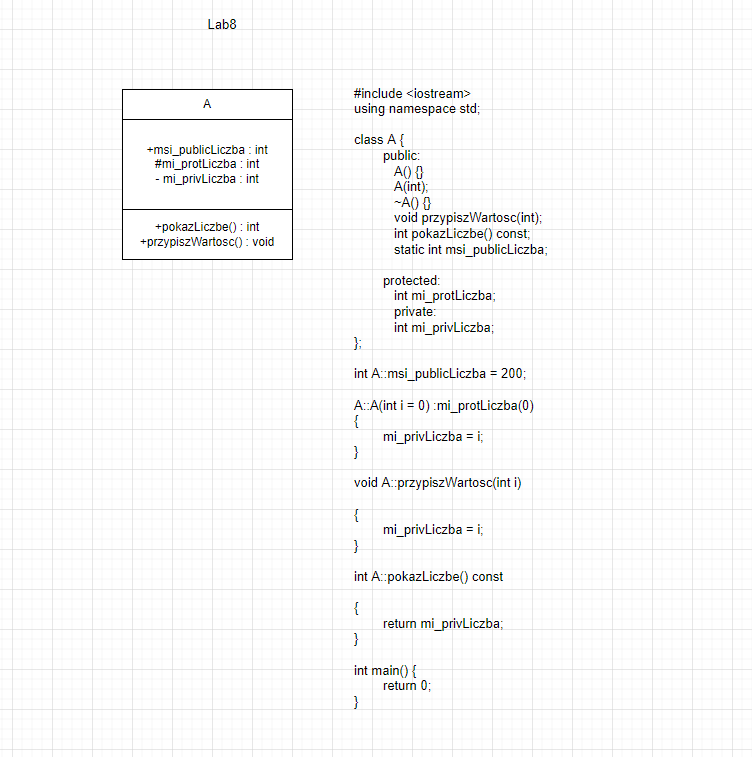 Lab8
A
+msi_publicLiczba : int
#mi_protLiczba : int
- mi_privLiczba : int
+pokazLiczbe() : int
+przypiszWartosc() : void
#include <iostream>
using namespace std;
class A {
public:
A() {}
A(int);
~A() {}
void przypiszWartosc(int);
int pokazLiczbe() const;
static int msi_publicLiczba;
protected:
int mi_protLiczba;
private:
int mi_privLiczba;
};
int A::msi_publicLiczba = 200;
A::A(int i = 0) :mi_protLiczba(0)
{
mi_privLiczba = i;
}
void A::przypiszWartosc(int i)
{
mi_privLiczba = i;
}
int A::pokazLiczbe() const
{
return mi_privLiczba;
}
int main() {
return 0;
}